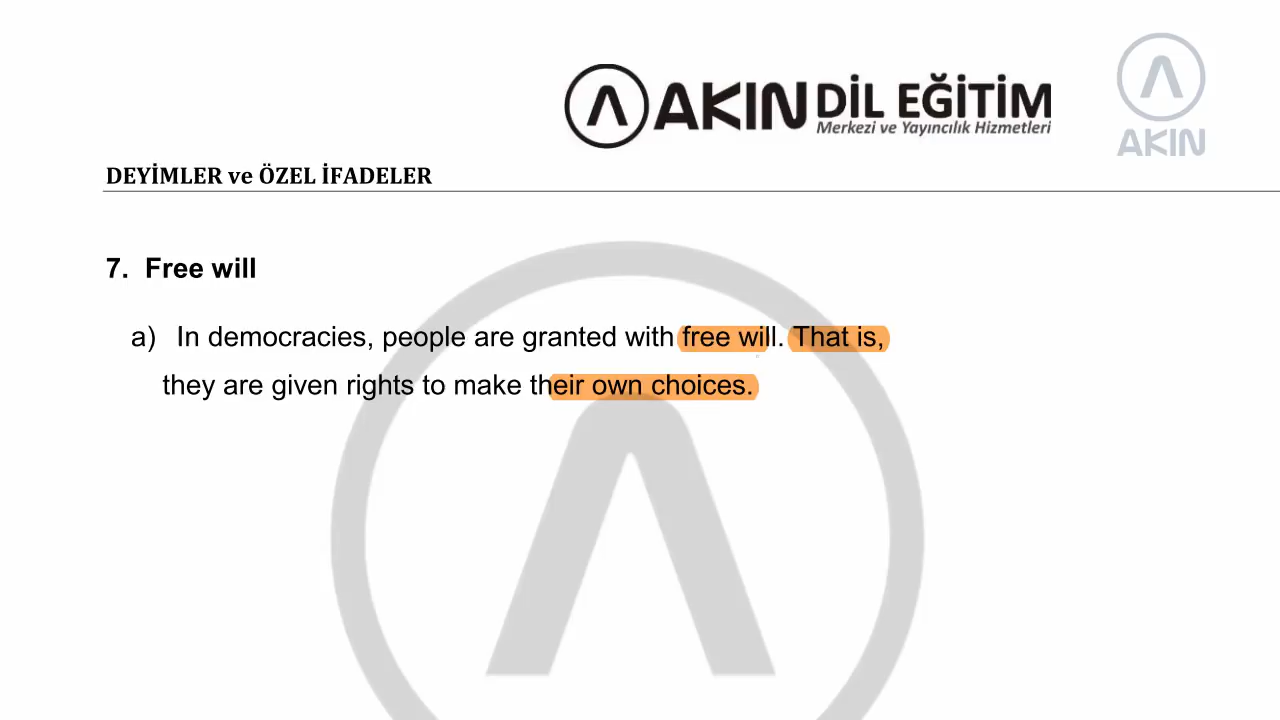 AKIN DİL EĞİTİM
Merkezi ve Yayıncılık Hizmetleri
AKIN
DEYİMLER ve ÖZEL İFADELER
7. Free will
a) In democracies, people are granted with free will. That is,
they are given rights to make their own choices.